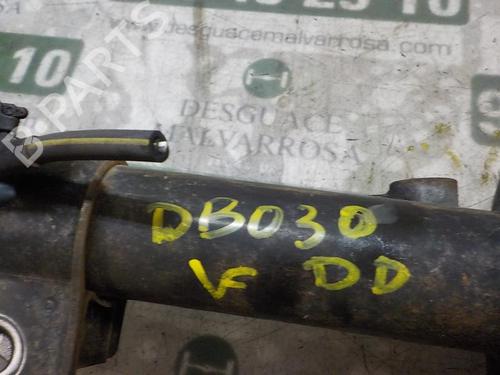 www.desguacemalvarrosa.com
10
B-PARTS
DESGUACE
MALVARROSA
DB030
VF DD